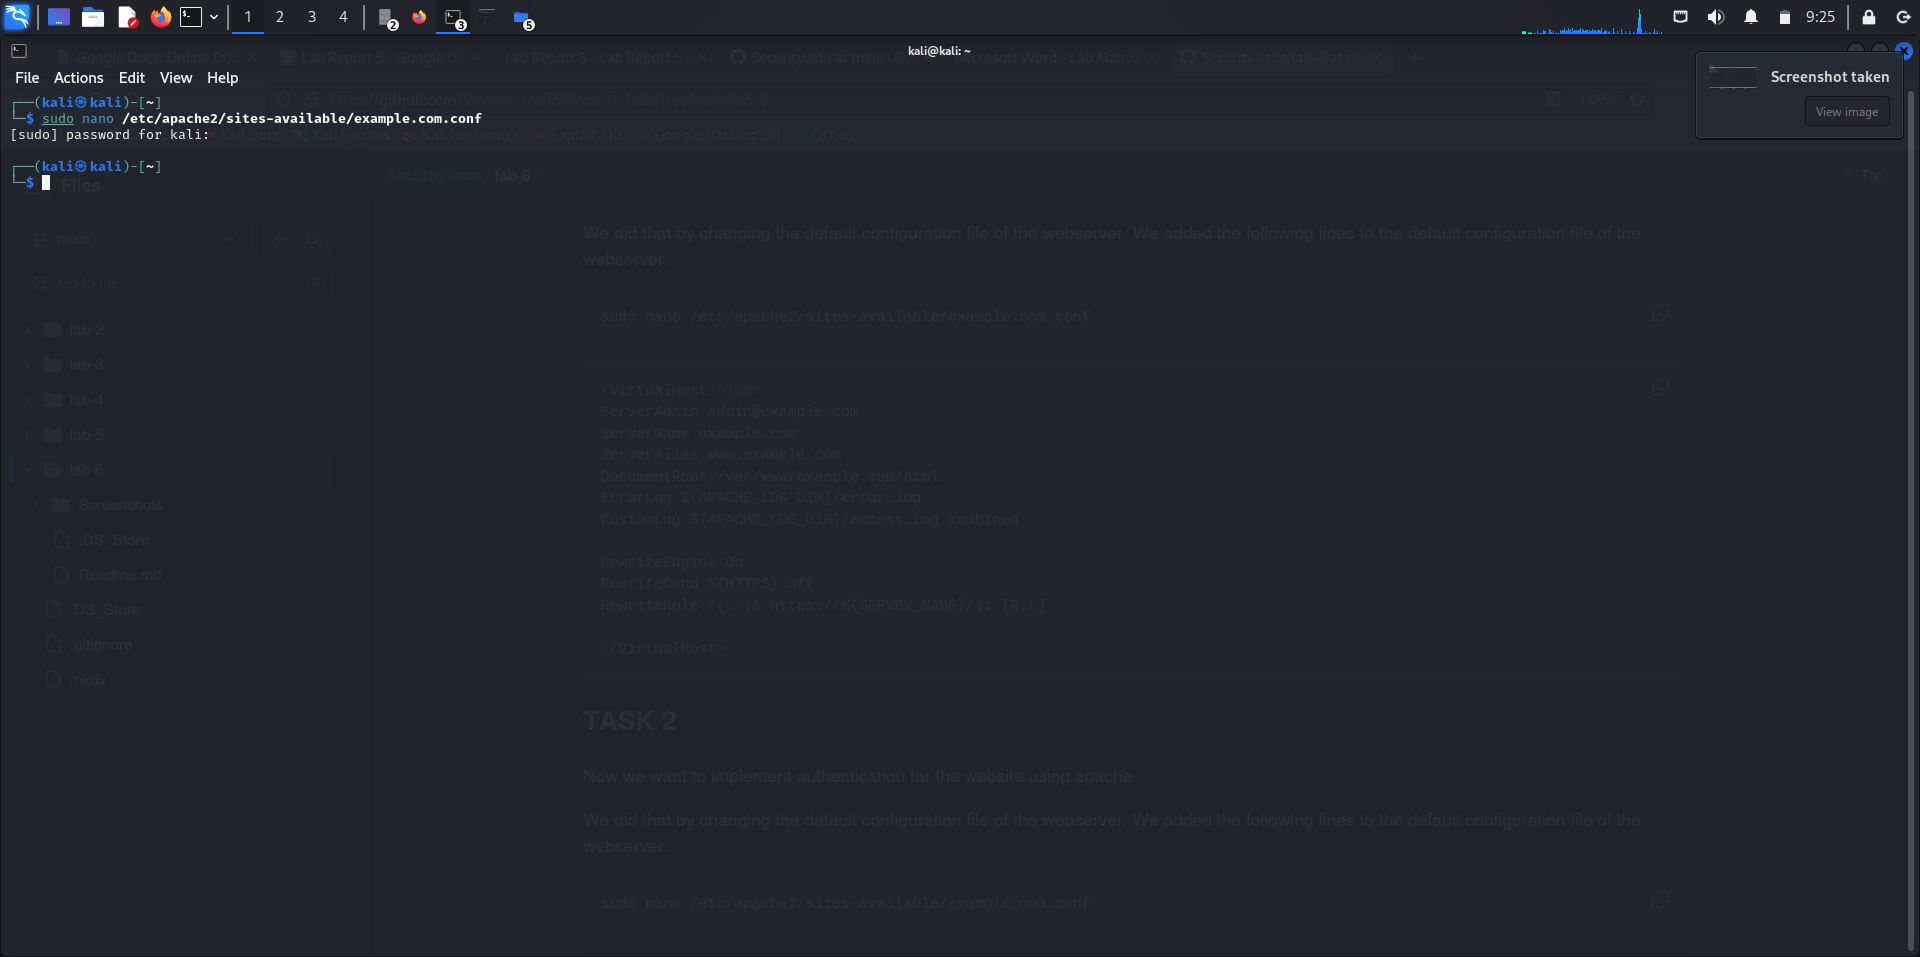 1 2 3 4 2 3 5 9:25
kali@kali: ~
Google Docs: Online Do Lab Report 5 - Google D Lab Report 5 - Lab Report 5 SecurityLab/ at main Microsoft Word - Lab Man Security-labs/lab-6 at
File Actions Edit View Help
Screenshot taken
View image
┌──(kali㉿kali)-[~]
└─$ sudo nano /etc/apache2/sites-available/example.com.conf
[sudo] password for kali:
Kali Docs Kali Forums Kali NetHunter Exploit-DB Google Hacking DB OffSec
┌──(kali㉿kali)-[~]
└─$
Files
Security-labs / lab-6 /
Top
main
Go to file
lab-2
lab-3
lab-4
lab-5
lab-6
Screenshots
.DS_Store
Readme.md
.DS_Store
.gitignore
mkdir
We did that by changing the default configuration file of the webserver. We added the following lines to the default configuration file of the
webserver.
sudo nano /etc/apache2/sites-available/example.com.conf
<VirtualHost *:80>
ServerAdmin admin@example.com
ServerName example.com
ServerAlias www.example.com
DocumentRoot /var/www/example.com/html
ErrorLog ${APACHE_LOG_DIR}/error.log
CustomLog ${APACHE_LOG_DIR}/access.log combined
RewriteEngine On
RewriteCond %{HTTPS} off
RewriteRule ^(.*)$ https://%{SERVER_NAME}/$1 [R,L]
</VirtualHost>
TASK 2
Now we want to implement authentication for the website using apache
We did that by changing the default configuration file of the webserver. We added the following lines to the default configuration file of the
webserver.
sudo nano /etc/apache2/sites-available/example.com.conf